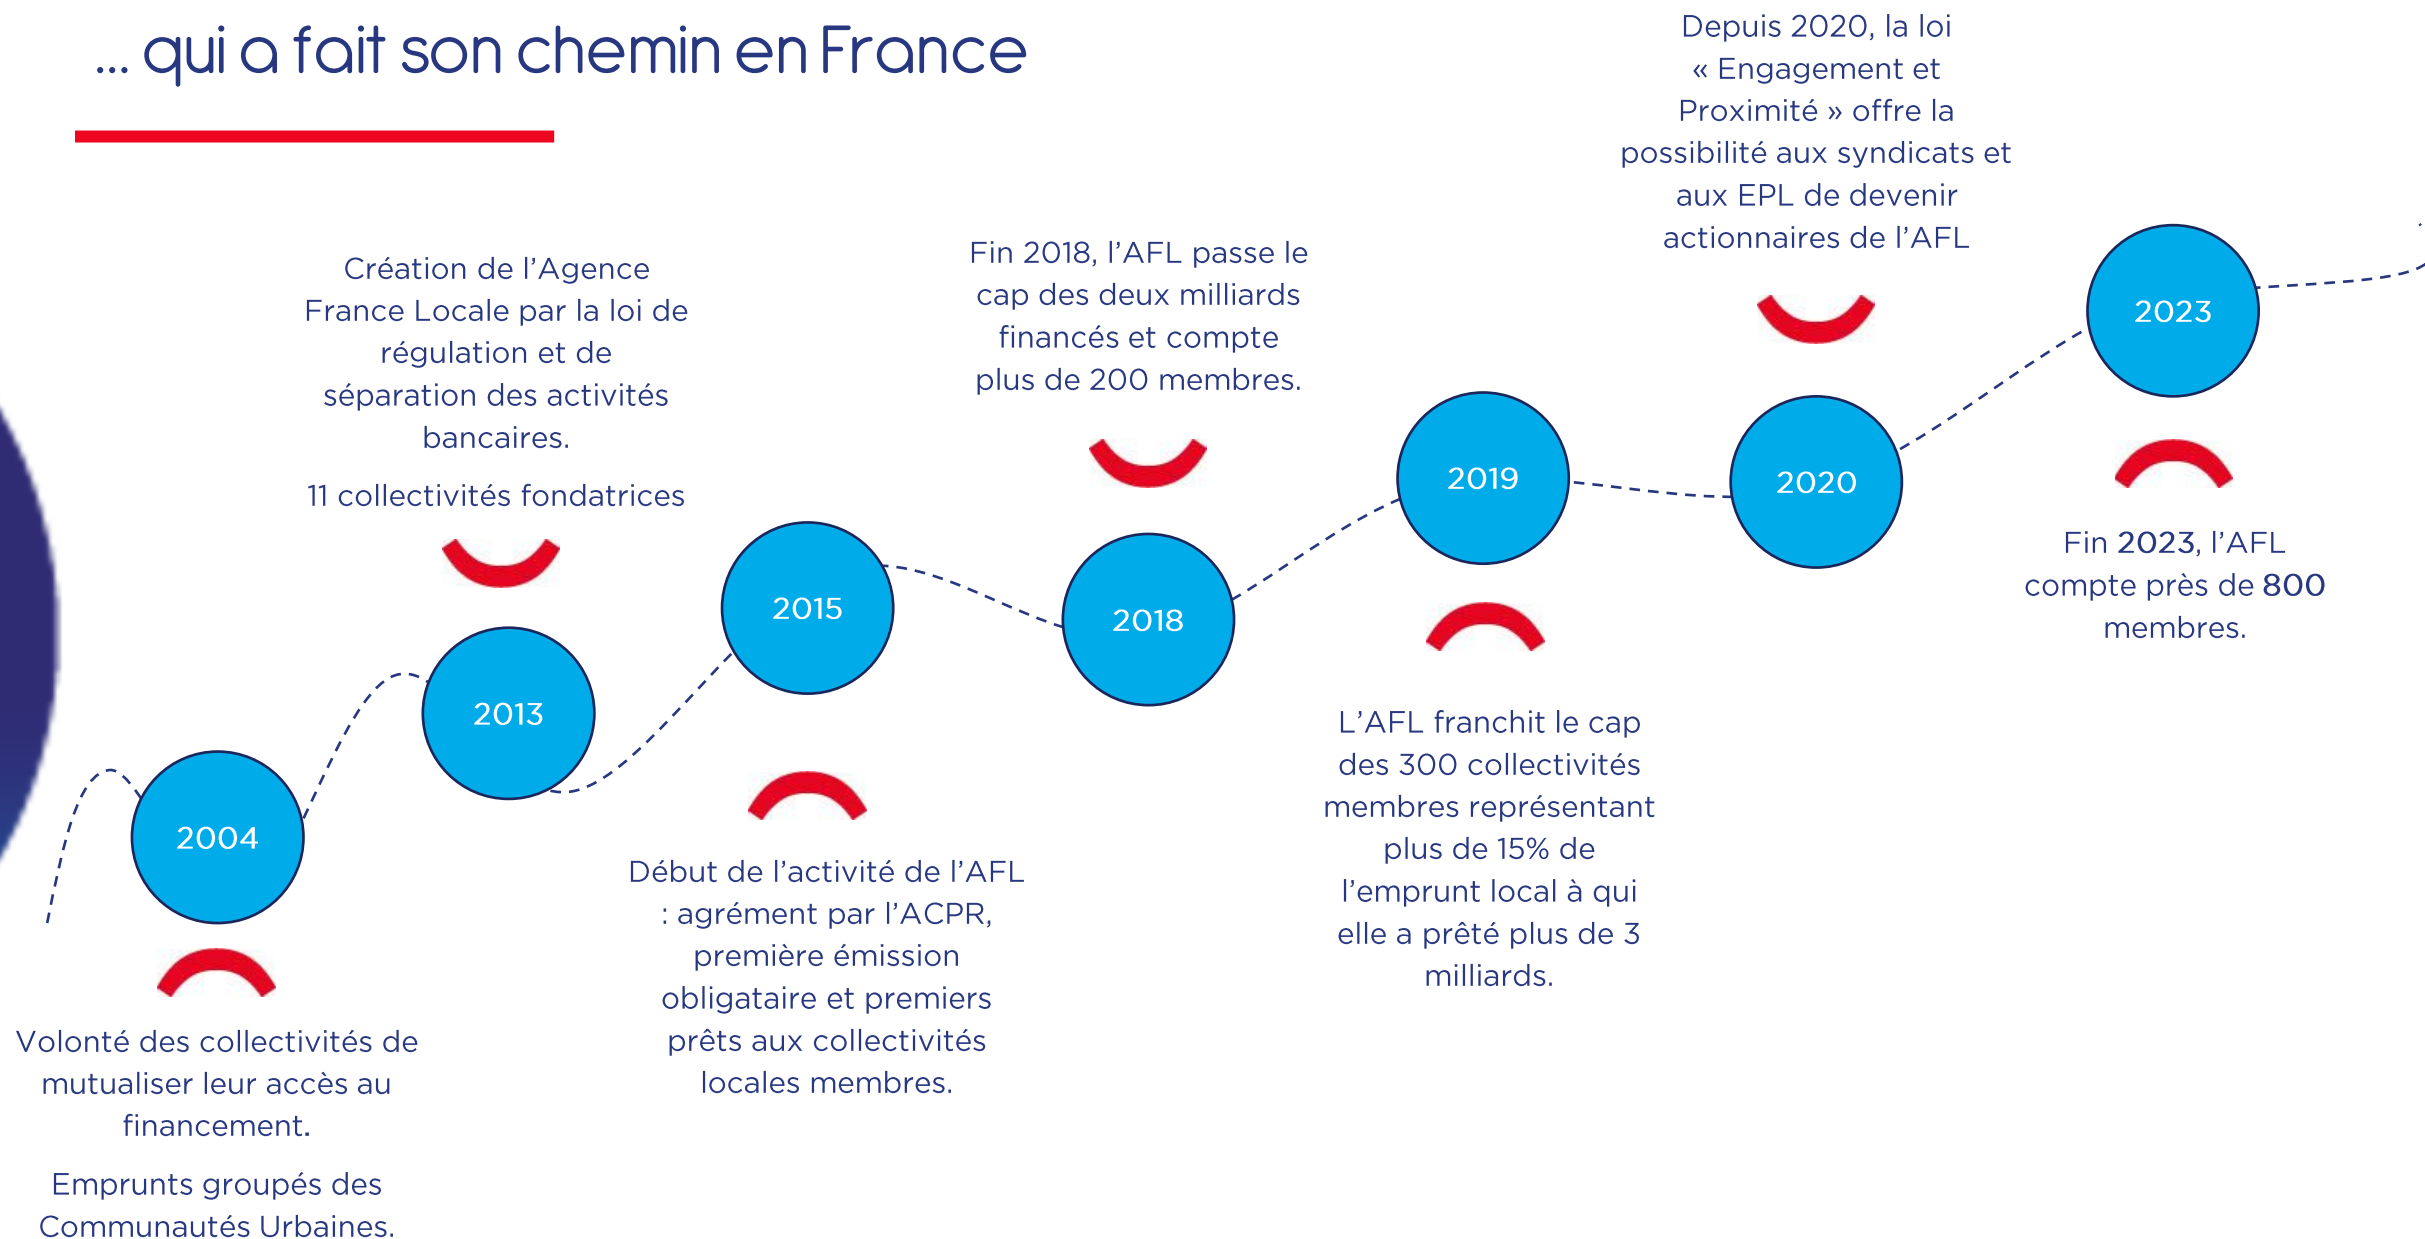 ... qui a fait son chemin en France
2004
Volonté des collectivités de
mutualiser leur accès au
financement.
Emprunts groupés des
Communautés Urbaines.
Création de l’Agence
France Locale par la loi de
régulation et de
séparation des activités
bancaires.
11 collectivités fondatrices
2013
2015
Début de l’activité de l’AFL
: agrément par l’ACPR,
première émission
obligataire et premiers
prêts aux collectivités
locales membres.
Fin 2018, l’AFL passe le
cap des deux milliards
financés et compte
plus de 200 membres.
2018
2019
L’AFL franchit le cap
des 300 collectivités
membres représentant
plus de 15% de
l’emprunt local à qui
elle a prêté plus de 3
milliards.
Depuis 2020, la loi
« Engagement et
Proximité » offre la
possibilité aux syndicats et
aux EPL de devenir
actionnaires de l’AFL
2020
2023
Fin 2023, l’AFL
compte près de 800
membres.